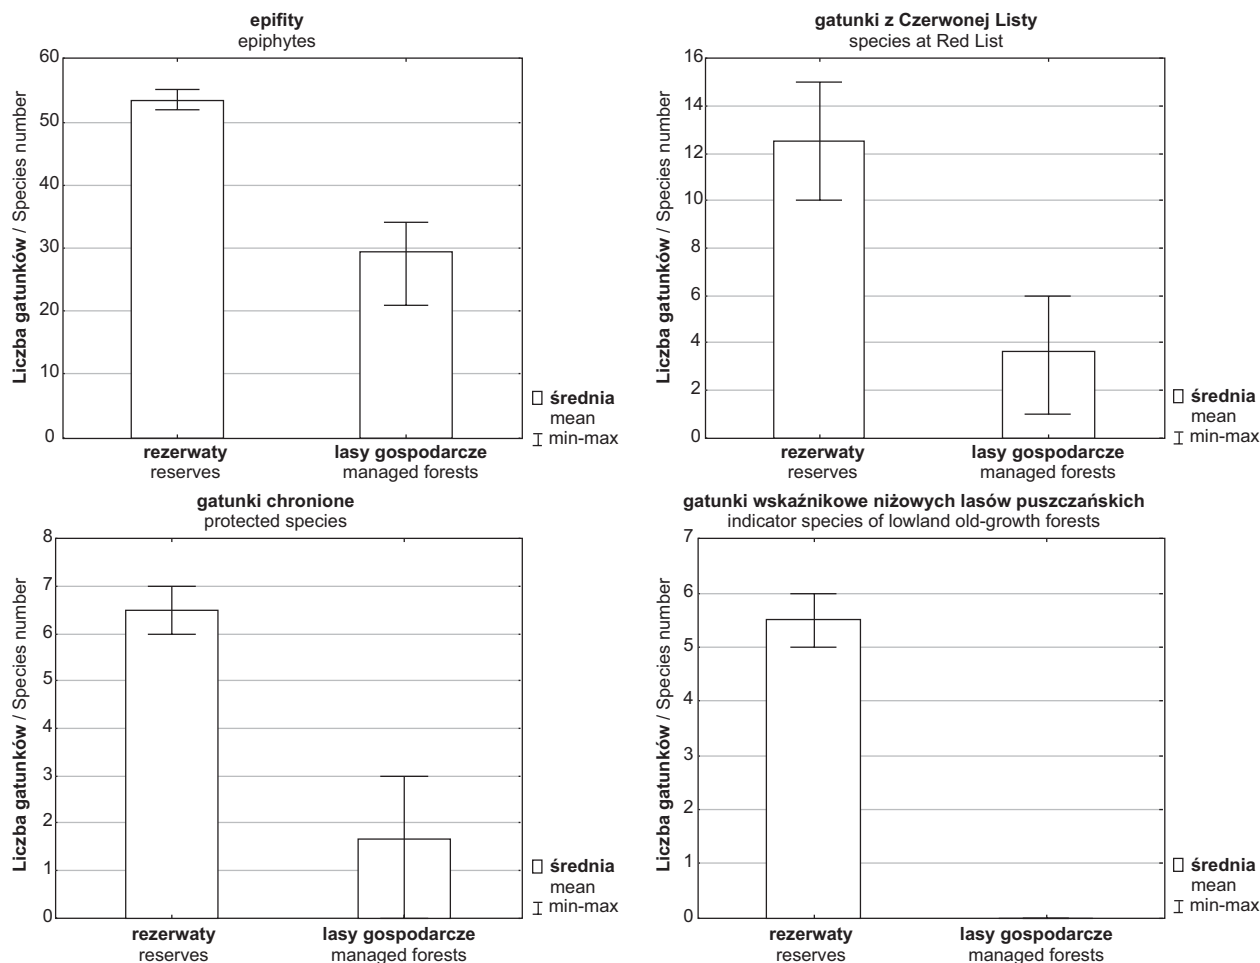 epifity
epiphytes
Liczba gatunków / Species number
60
50
40
30
20
10
0
rezerwaty
reserves
lasy gospodarcze
managed forests
średnia
mean
min-max
gatunki z Czerwonej Listy
species at Red List
Liczba gatunków / Species number
16
14
12
10
8
6
4
2
0
rezerwaty
reserves
lasy gospodarcze
managed forests
średnia
mean
min-max
gatunki chronione
protected species
Liczba gatunków / Species number
8
7
6
5
4
3
2
1
0
rezerwaty
reserves
lasy gospodarcze
managed forests
średnia
mean
min-max
gatunki wskaźnikowe niżowych lasów puszczańskich
indicator species of lowland old-growth forests
Liczba gatunków / Species number
7
6
5
4
3
2
1
0
rezerwaty
reserves
lasy gospodarcze
managed forests
średnia
mean
min-max